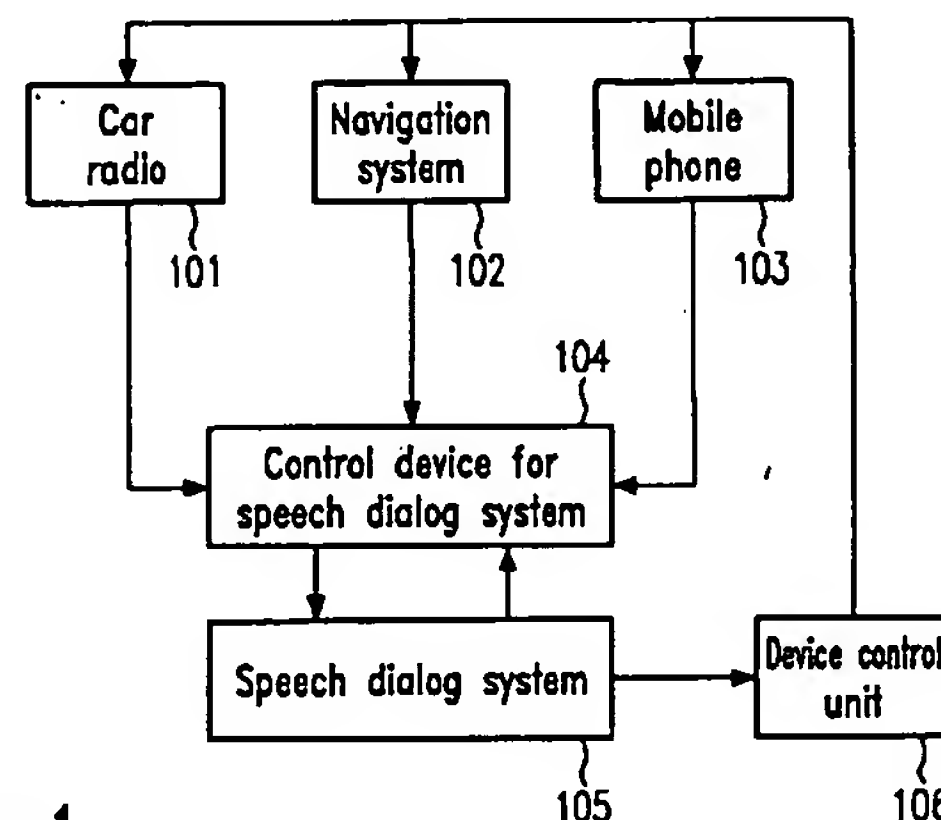 Car
radio
Navigation
system
Mobile
phone
101
102
103
104
Control device for
speech dialog system
Speech dialog system
Device control
unit
105
106